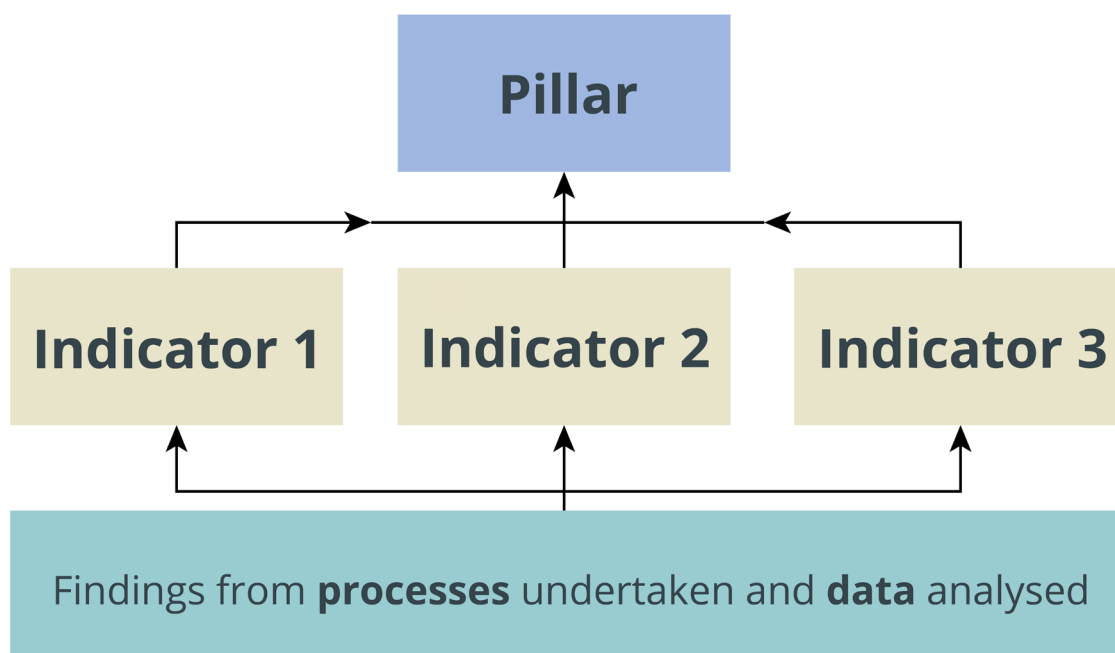 Pillar
Indicator 1
Indicator 2
Indicator 3
Findings from processes undertaken and data analysed